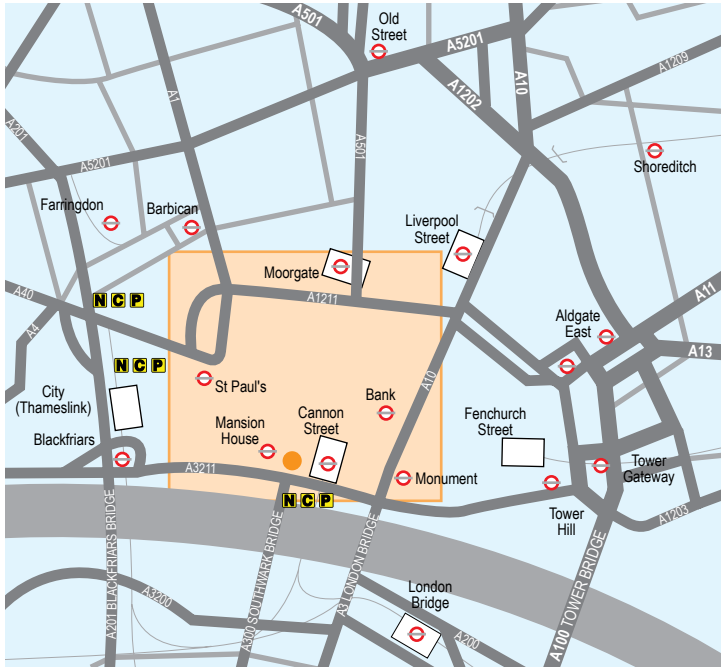 A501
Old
Street
A5201
A10
A1209
A1202
A1
A201
A501
A5201
Shoreditch
Farringdon
Barbican
Liverpool
Street
Moorgate
A40
NCP
A1211
A11
A4
Aldgate
East
A13
NCP
St Paul's
A10
City
(Thameslink)
Bank
Mansion
House
Cannon
Street
Fenchurch
Street
Blackfriars
A3211
Monument
Tower
Gateway
NCP
Tower
Hill
A1203
A201 BLACKFRIARS BRIDGE
A300 SOUTHWARK BRIDGE
A3 LONDON BRIDGE
A100 TOWER BRIDGE
A3200
London
Bridge
A200